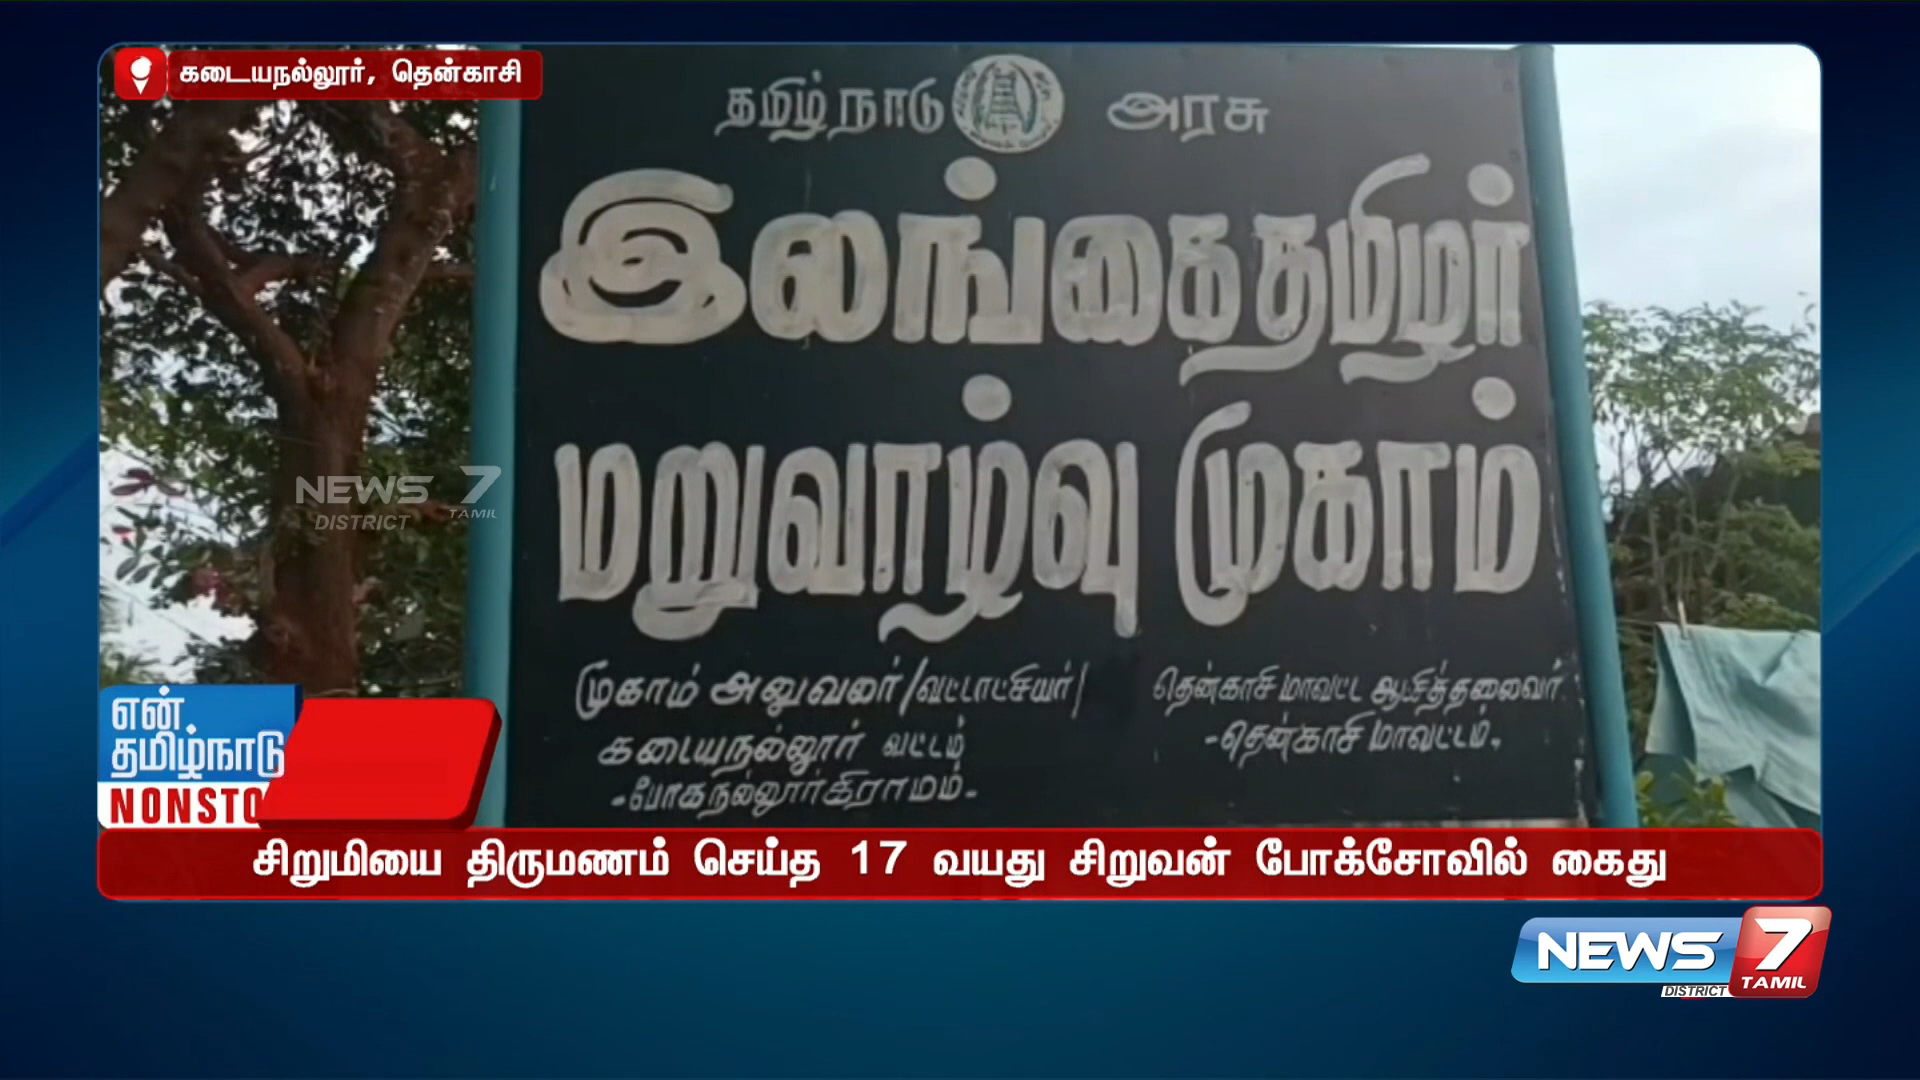 கடையநல்லூர், தென்காசி
தமிழ்நாடு அரசு
இலங்கைதமிழர்
மறுவாழ்வு முகாம்
முகாம் அலுவலர்/வட்டாட்சியர்/
கடையநல்லூர் வட்டம்
-போகநல்லூர்கிராமம்-
தென்காசி மாவட்ட ஆட்சித்தலைவர்
-தென்காசி மாவட்டம்.
NEWS 7
DISTRICT TAMIL
என்
தமிழ்நாடு
NONSTO
சிறுமியை திருமணம் செய்த 17 வயது சிறுவன் போக்சோவில் கைது
NEWS 7
DISTRICT TAMIL